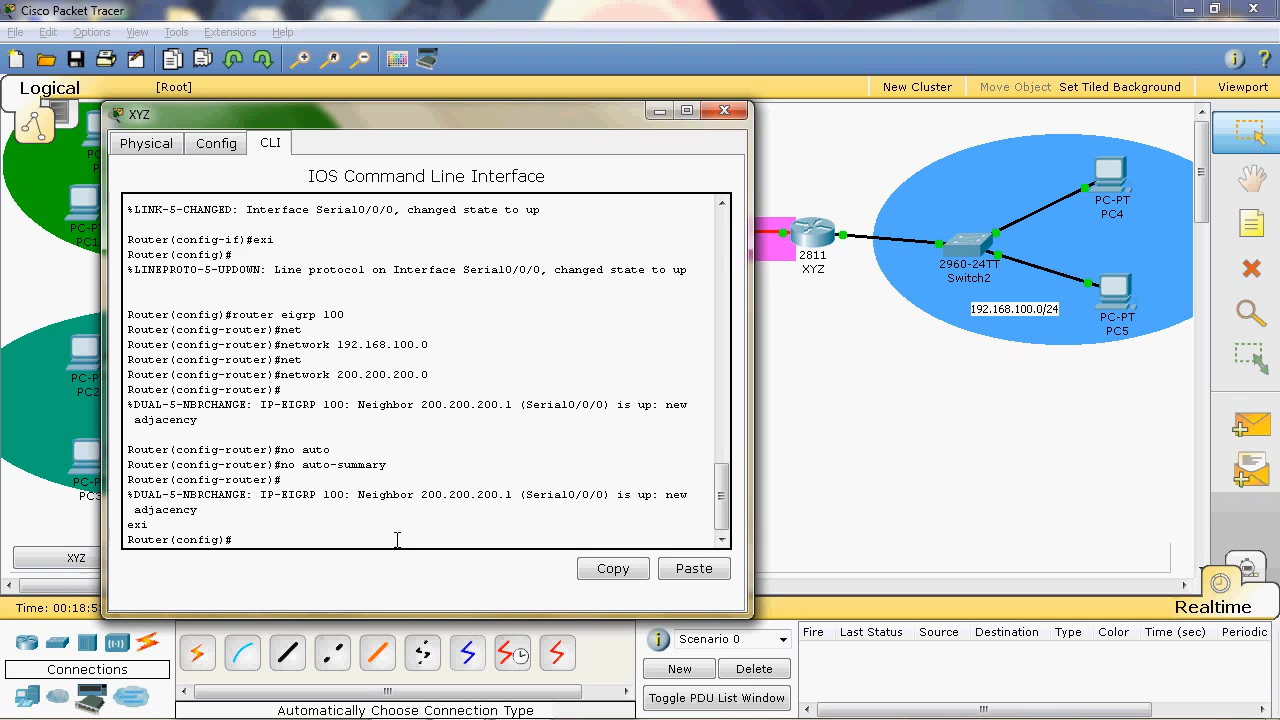 Cisco Packet Tracer
File Edit Options View Tools Extensions Help
Logical [Root] New Cluster Move Object Set Tiled Background Viewport
XYZ
Physical Config CLI
IOS Command Line Interface
%LINK-5-CHANGED: Interface Serial0/0/0, changed state to up
Router(config-if)#exi
Router(config)#
%LINEPROTO-5-UPDOWN: Line protocol on Interface Serial0/0/0, changed state to up
Router(config)#router eigrp 100
Router(config-router)#net
Router(config-router)#network 192.168.100.0
Router(config-router)#net
Router(config-router)#network 200.200.200.0
Router(config-router)#
%DUAL-5-NBRCHANGE: IP-EIGRP 100: Neighbor 200.200.200.1 (Serial0/0/0) is up: new
adjacency
Router(config-router)#no auto
Router(config-router)#no auto-summary
Router(config-router)#
%DUAL-5-NBRCHANGE: IP-EIGRP 100: Neighbor 200.200.200.1 (Serial0/0/0) is up: new
adjacency
exi
Router(config)#
Copy Paste
PC-P
PC1
PC-P
PC2
PC-P
XYZ
2811
XYZ
2960-24TT
Switch2
PC-PT
PC4
PC-PT
PC5
192.168.100.0/24
Time: 00:18:5
Realtime
Connections
Automatically Choose Connection Type
Scenario 0
New Delete
Toggle PDU List Window
Fire Last Status Source Destination Type Color Time (sec) Periodic